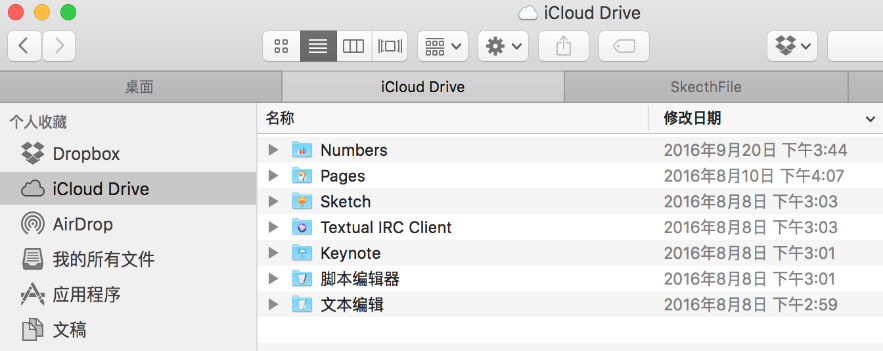 iCloud Drive
桌面
iCloud Drive
SkecthFile
个人收藏
Dropbox
iCloud Drive
AirDrop
我的所有文件
应用程序
文稿
名称 修改日期
Numbers 2016年9月20日 下午3:44
Pages 2016年8月10日 下午4:07
Sketch 2016年8月8日 下午3:03
Textual IRC Client 2016年8月8日 下午3:03
Keynote 2016年8月8日 下午3:01
脚本编辑器 2016年8月8日 下午3:01
文本编辑 2016年8月8日 下午2:59